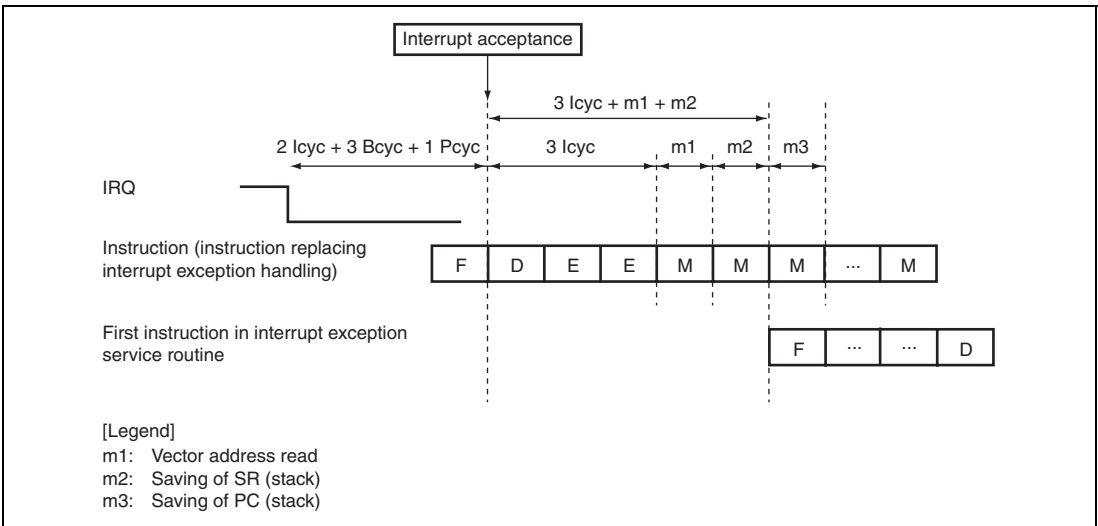 Interrupt acceptance
3 Icyc + m1 + m2
2 Icyc + 3 Bcyc + 1 Pcyc
3 Icyc
m1
m2
m3
IRQ
Instruction (instruction replacing
interrupt exception handling)
F D E E M M M ... M
First instruction in interrupt exception
service routine
F ... ... D
[Legend]
m1: Vector address read
m2: Saving of SR (stack)
m3: Saving of PC (stack)